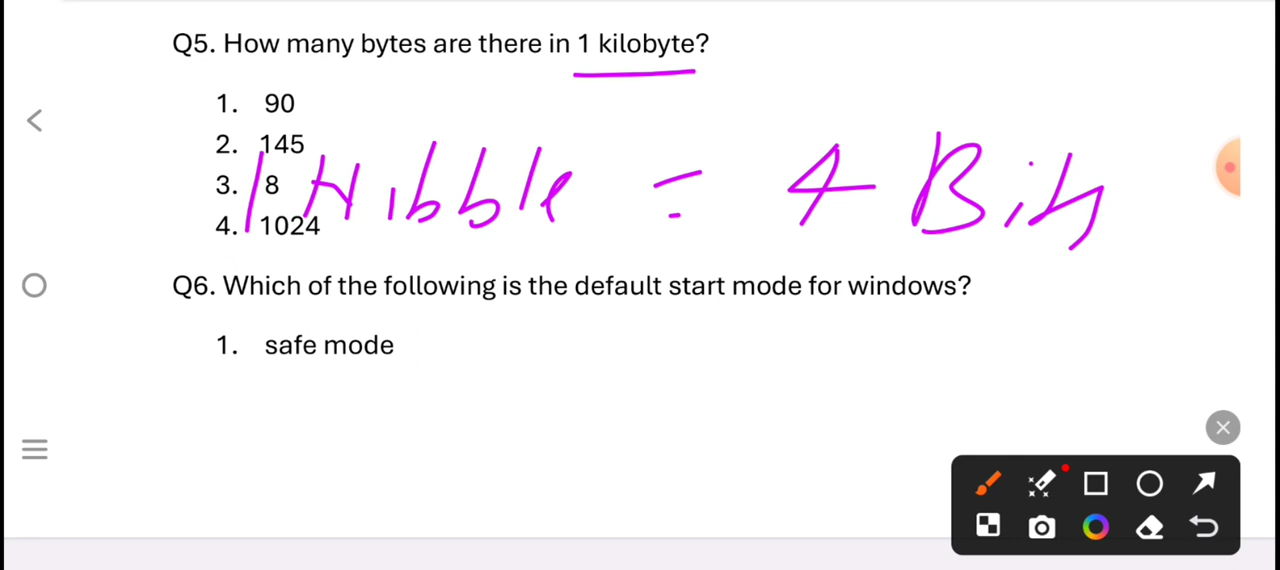 Q5. How many bytes are there in 1 kilobyte?
1. 90
2. 145
3. 8
4. 1024
1 Nibble = 4 Bits
Q6. Which of the following is the default start mode for windows?
1. safe mode